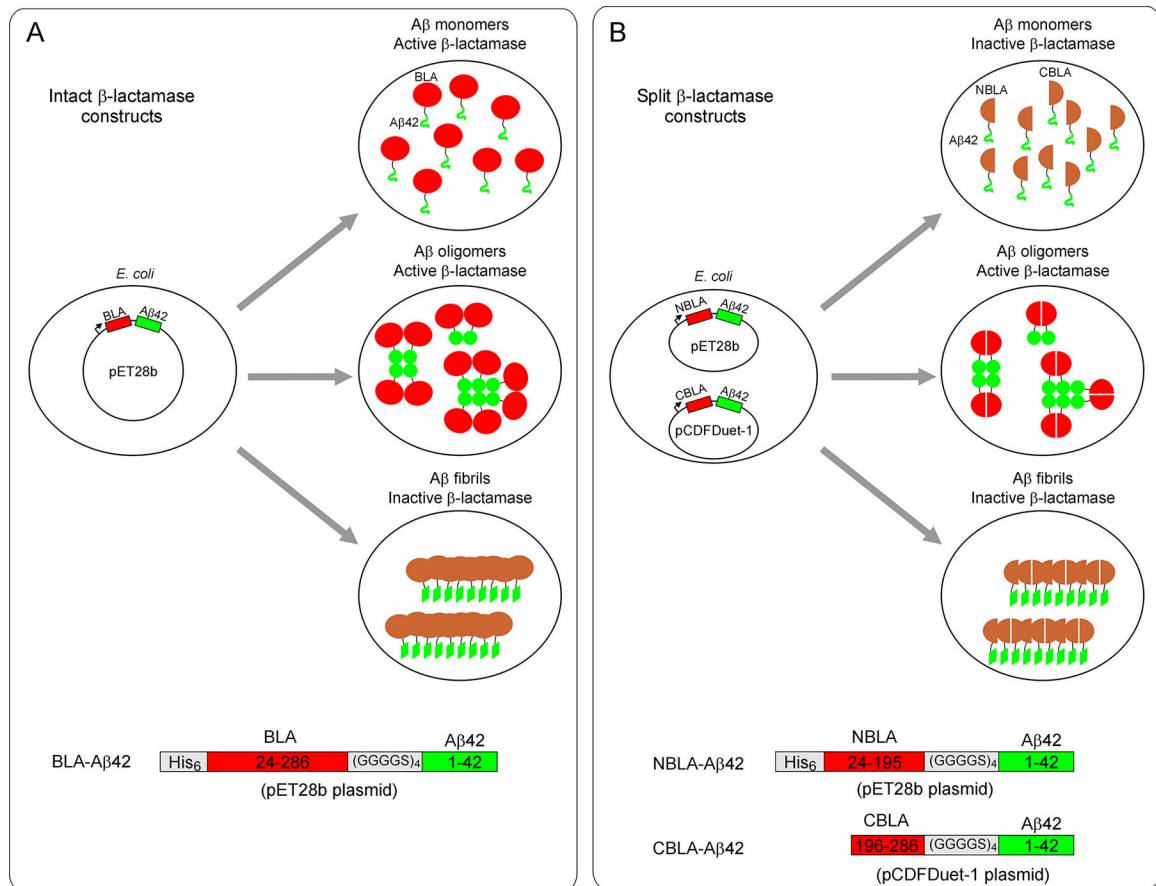 A
Intact β-lactamase
constructs
Aβ monomers
Active β-lactamase
BLA
Aβ42
E. coli
BLA
Aβ42
pET28b
Aβ oligomers
Active β-lactamase
Aβ fibrils
Inactive β-lactamase
BLA
Aβ42
BLA-Aβ42
His6
24-286
(GGGGS)4
1-42
(pET28b plasmid)
B
Split β-lactamase
constructs
Aβ monomers
Inactive β-lactamase
CBLA
NBLA
Aβ42
E. coli
NBLA
Aβ42
pET28b
CBLA
Aβ42
pCDFDuet-1
Aβ oligomers
Active β-lactamase
Aβ fibrils
Inactive β-lactamase
NBLA
Aβ42
NBLA-Aβ42
His6
24-195
(GGGGS)4
1-42
(pET28b plasmid)
CBLA
Aβ42
CBLA-Aβ42
196-286
(GGGGS)4
1-42
(pCDFDuet-1 plasmid)